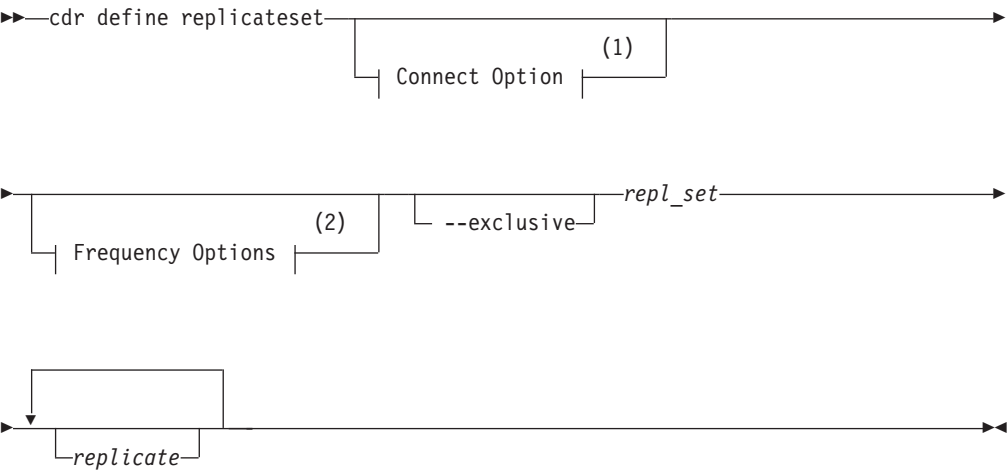 cdr define replicateset
(1)
Connect Option
repl_set
(2)
--exclusive
Frequency Options
replicate